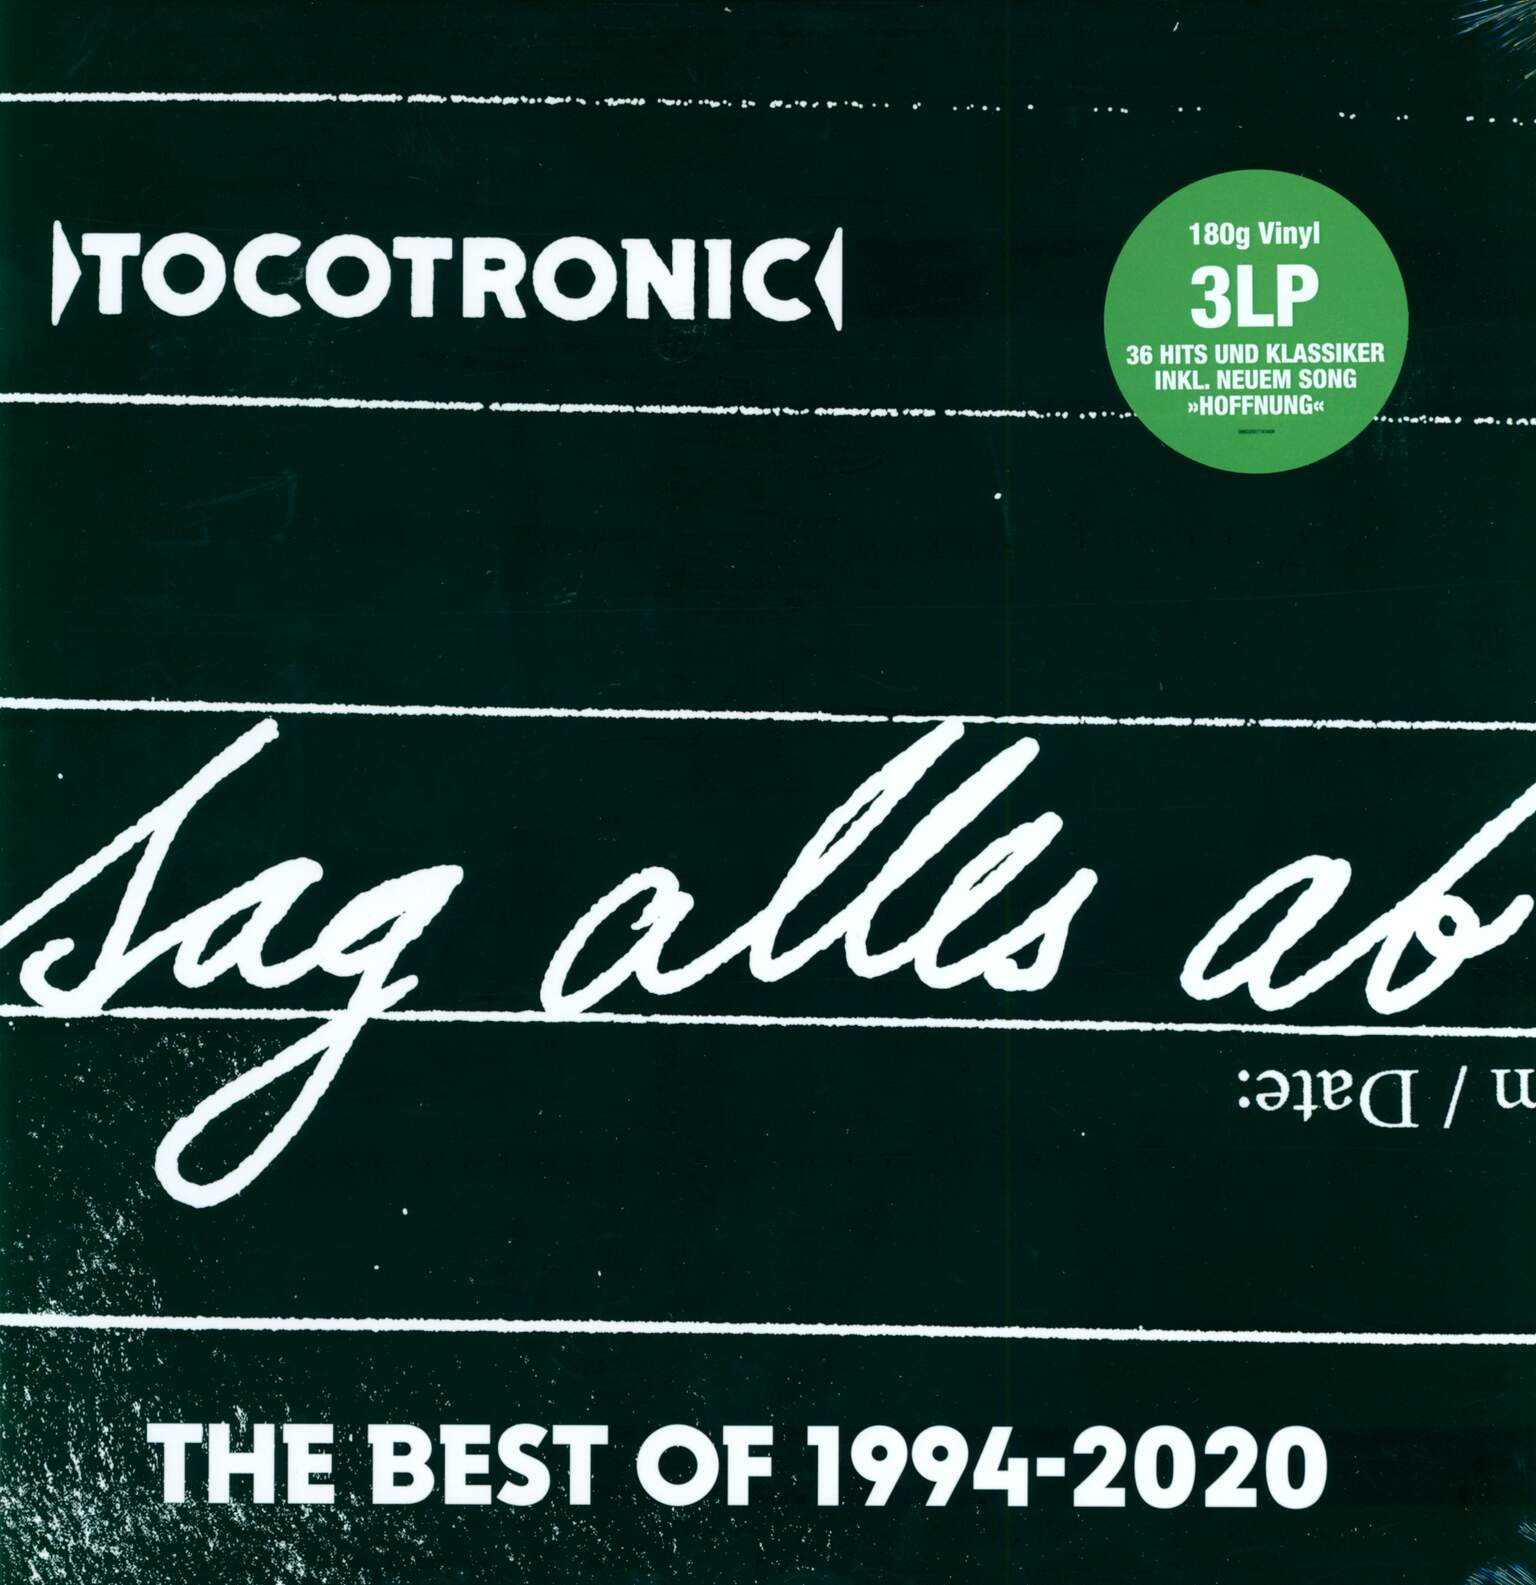 TOCOTRONIC
180g Vinyl
3LP
36 HITS UND KLASSIKER
INKL. NEUEM SONG
»HOFFNUNG«
Sag alles ab
n / Date:
THE BEST OF 1994-2020